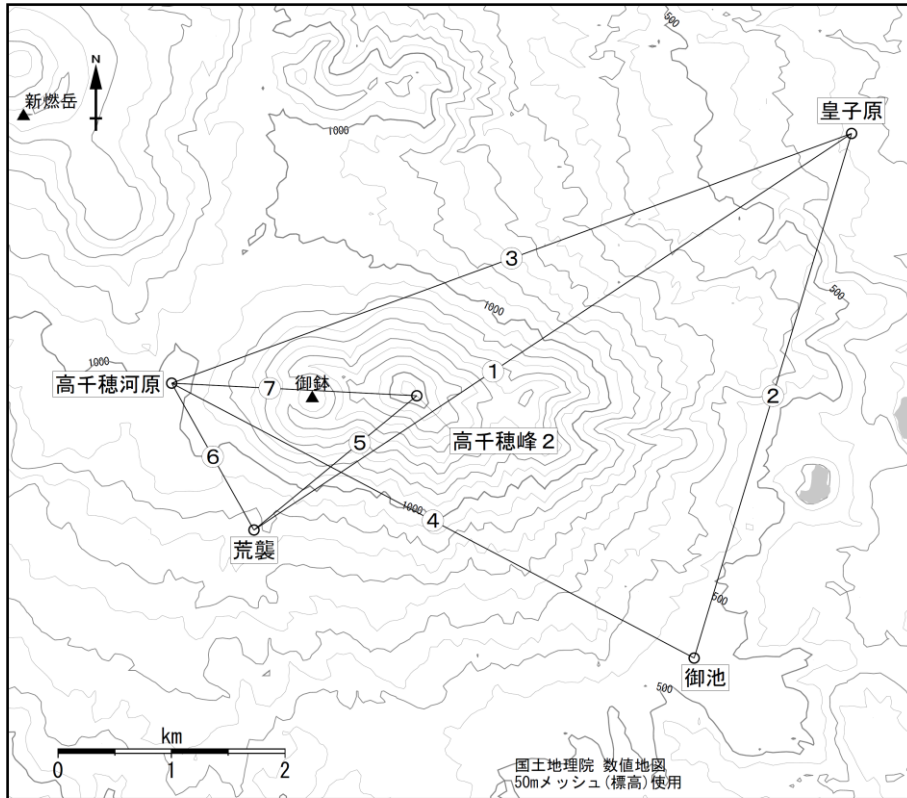 500
N
新燃岳
皇子原
1000
3
500
1000
1000
高千穂河原
7
御鉢
1
2
5
高千穂峰2
6
1000
4
荒襲
500
御池
500
km
0 1 2
国土地理院 数値地図
50mメッシュ(標高)使用